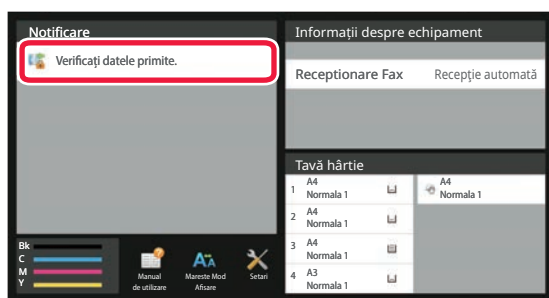 Notificare
Verificați datele primite.
Informații despre echipament
Receptionare Fax Recepție automată
Tavă hârtie
1 A4
Normala 1
A4
Normala 1
2 A4
Normala 1
3 A4
Normala 1
4 A3
Normala 1
Bk
C
M
Y
Manual
de utilizare
Mareste Mod
Afisare
Setari